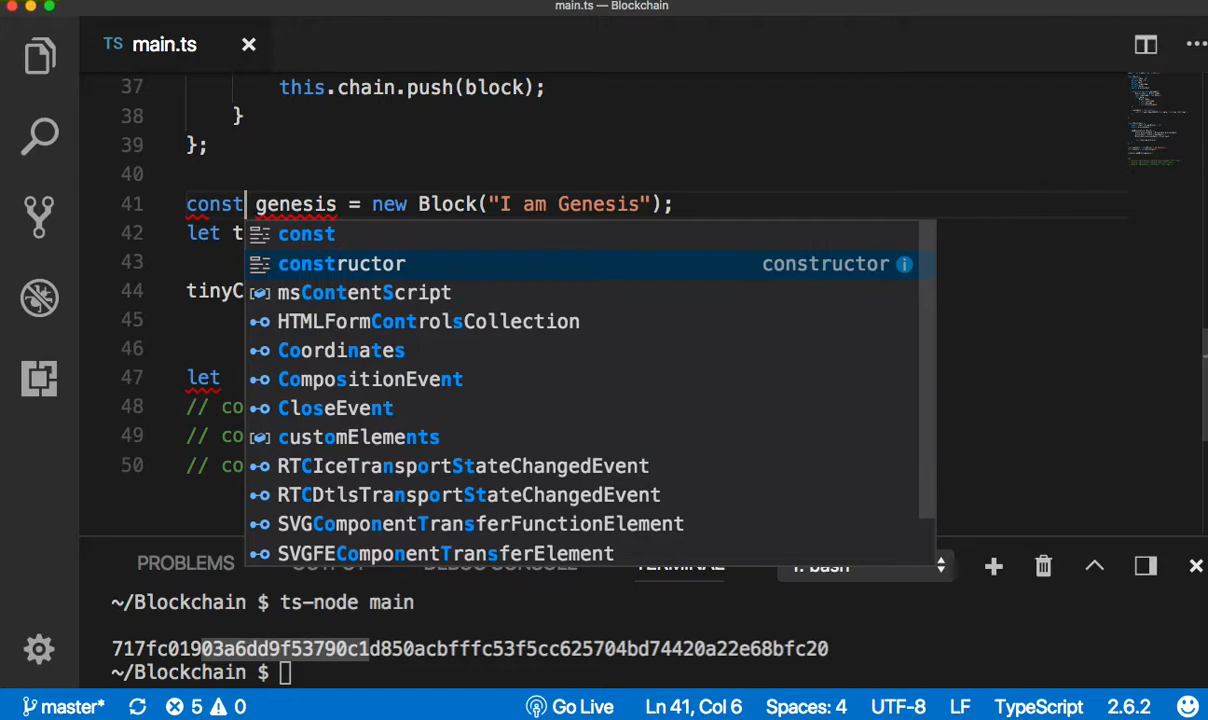 main.ts — Blockchain
TS main.ts
37 this.chain.push(block);
38 }
39 };
40
41 const genesis = new Block("I am Genesis");
42 let t
const
43
constructor constructor
44 tinyC
msContentScript
45
HTMLFormControlsCollection
46
Coordinates
47 let
CompositionEvent
48 // co
CloseEvent
49 // co
customElements
50 // co
RTCIceTransportStateChangedEvent
RTCDtlsTransportStateChangedEvent
SVGComponentTransferFunctionElement
SVGFEComponentTransferElement
PROBLEMS OUTPUT DEBUG CONSOLE TERMINAL 1: bash
~/Blockchain $ ts-node main
717fc01903a6dd9f53790c1d850acbfffc53f5cc625704bd74420a22e68bfc20
~/Blockchain $
master* 5 0 Go Live Ln 41, Col 6 Spaces: 4 UTF-8 LF TypeScript 2.6.2